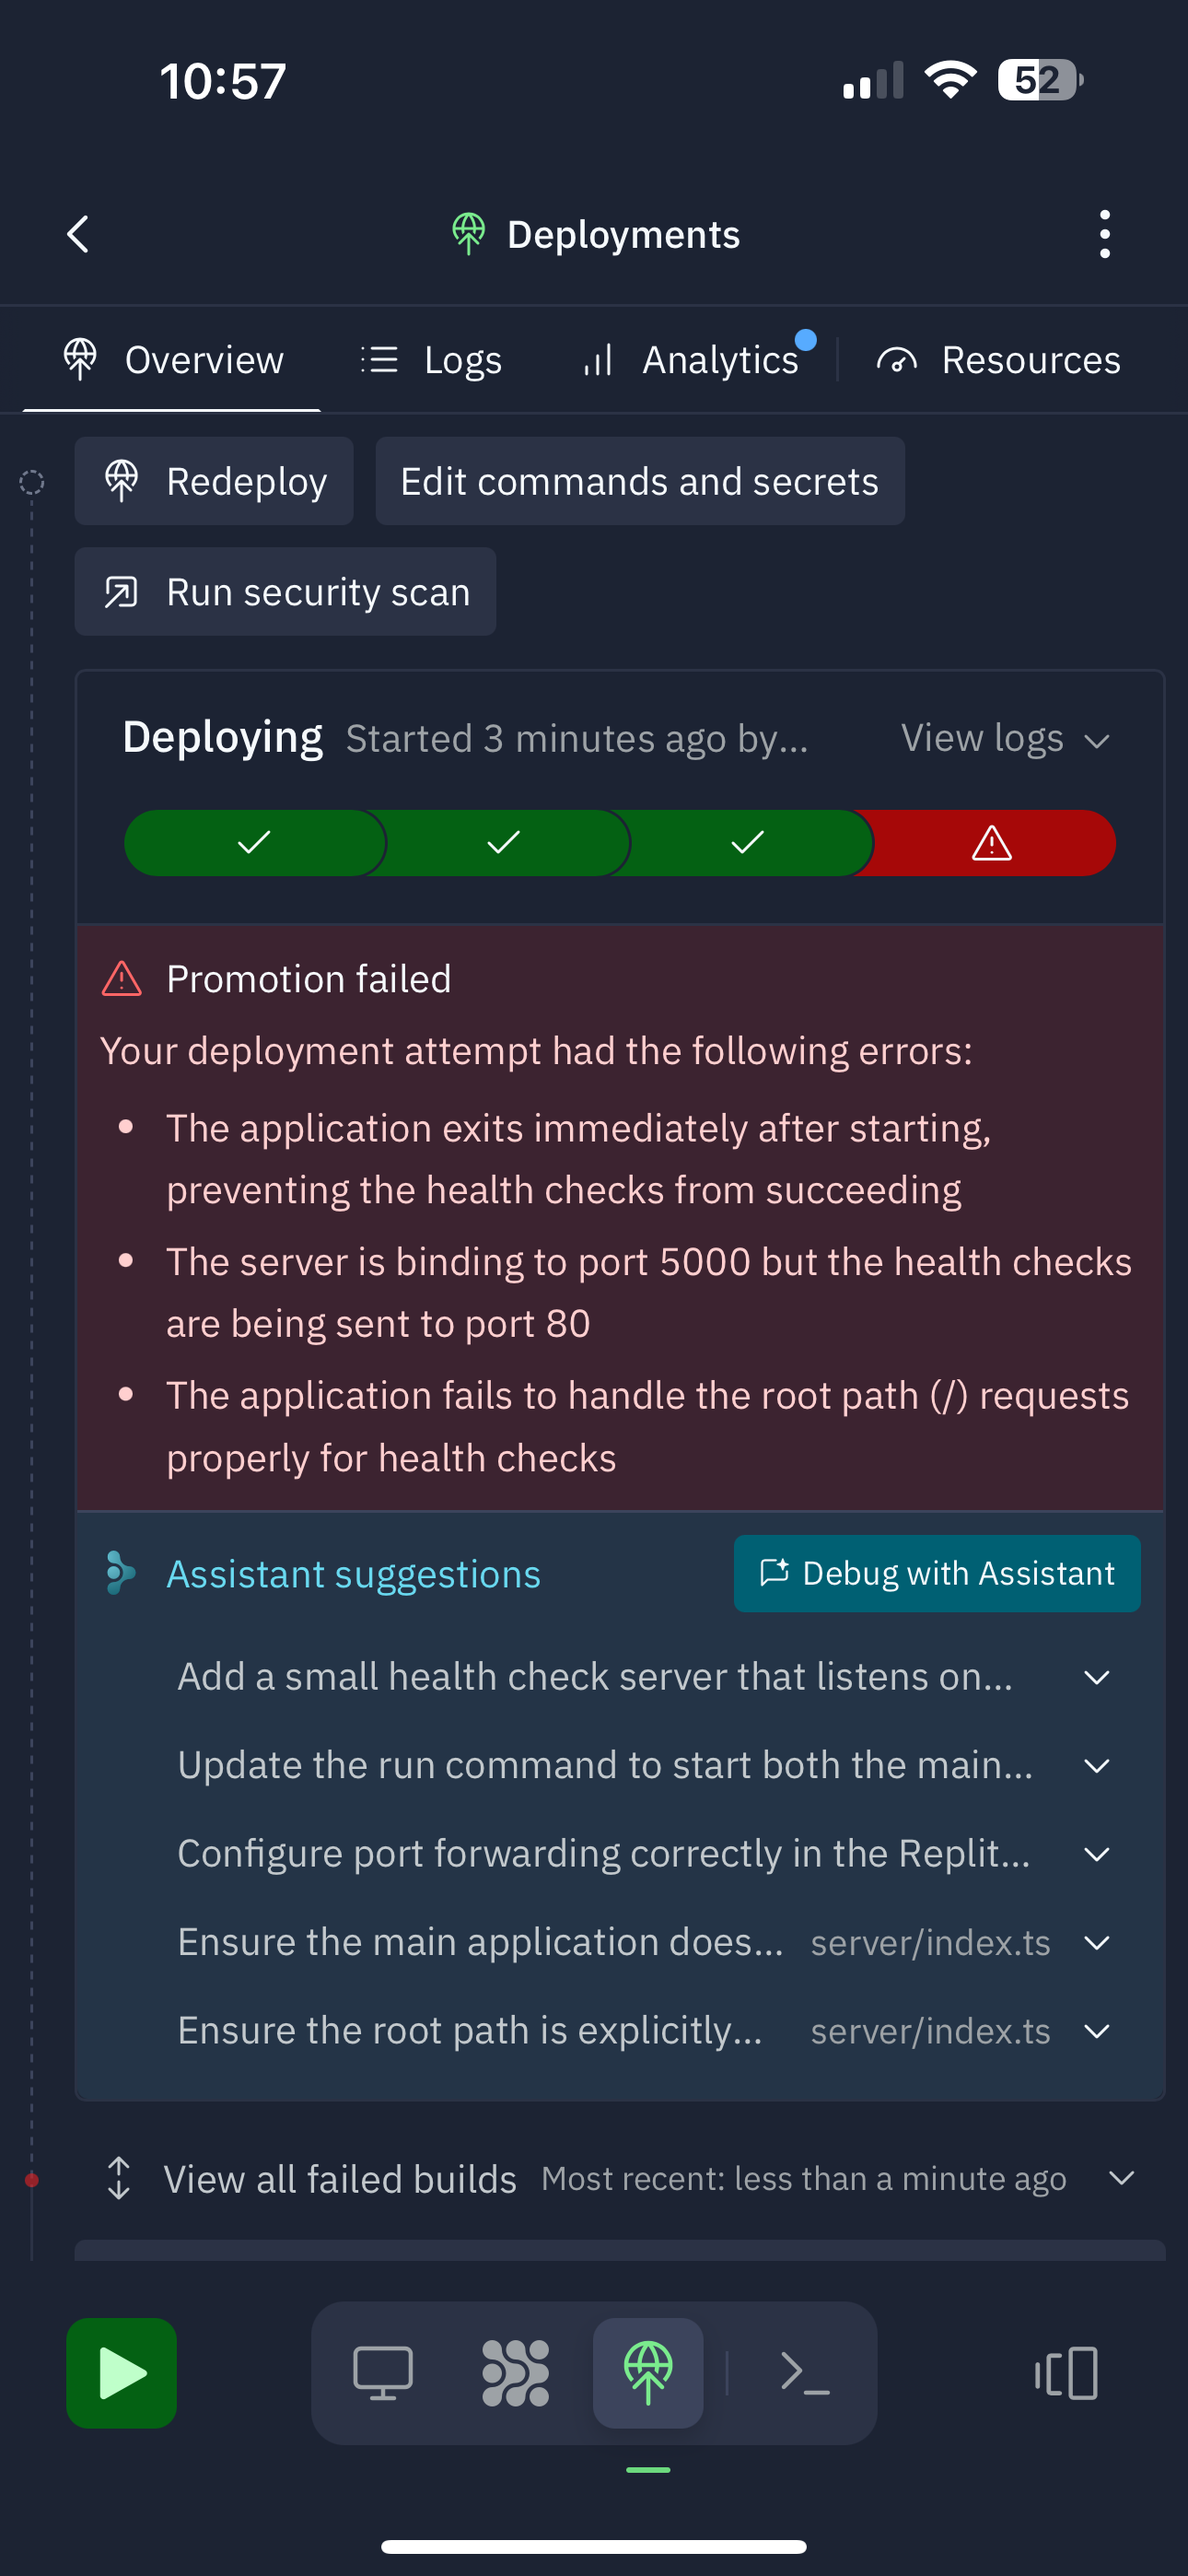 10:57
52
Deployments
Overview
Logs
Analytics
Resources
Redeploy
Edit commands and secrets
Run security scan
Deploying Started 3 minutes ago by...
View logs
Promotion failed
Your deployment attempt had the following errors:
• The application exits immediately after starting,
preventing the health checks from succeeding
• The server is binding to port 5000 but the health checks
are being sent to port 80
• The application fails to handle the root path (/) requests
properly for health checks
Assistant suggestions
Debug with Assistant
Add a small health check server that listens on...
Update the run command to start both the main...
Configure port forwarding correctly in the Replit...
Ensure the main application does... server/index.ts
Ensure the root path is explicitly... server/index.ts
View all failed builds Most recent: less than a minute ago